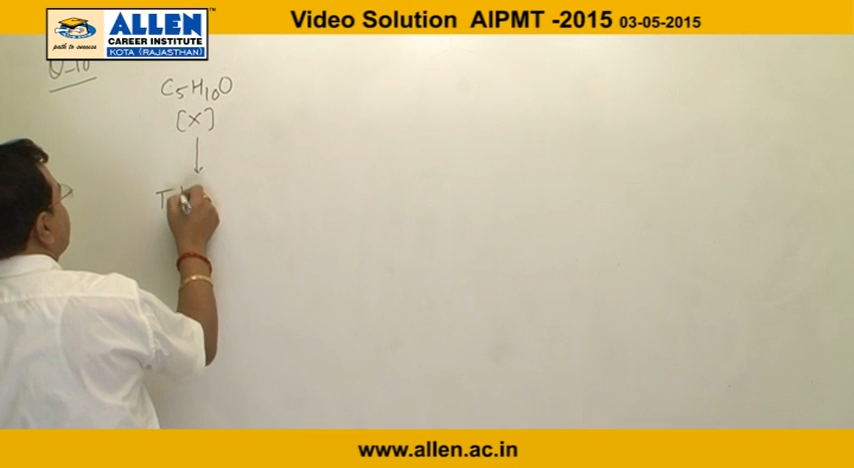 ALLEN
CAREER INSTITUTE
KOTA (RAJASTHAN)
path to success
Video Solution AIPMT -2015 03-05-2015
Q-10
C5H10O
[X]
T
www.allen.ac.in